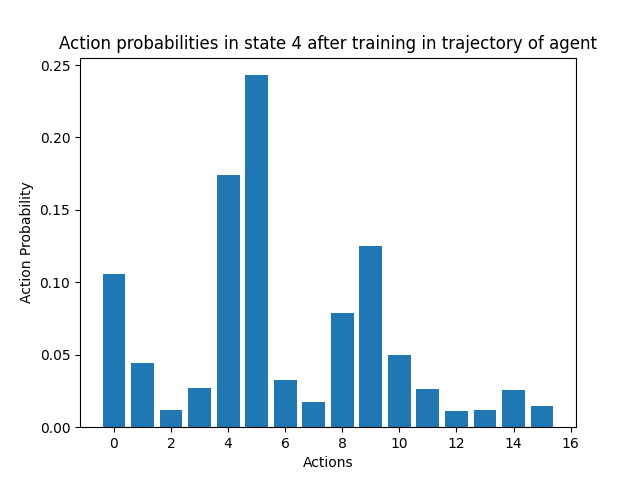 Action probabilities in state 4 after training in trajectory of agent
0.25
0.20
0.15
0.10
0.05
0.00
Action Probability
0 2 4 6 8 10 12 14 16
Actions